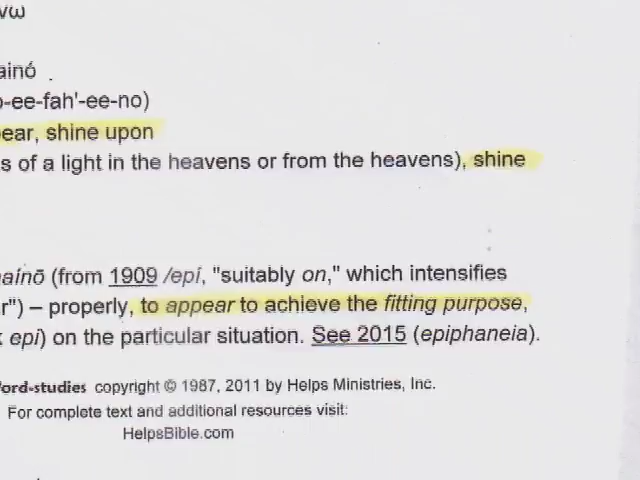 νω
ainó
o-ee-fah'-ee-no)
ear, shine upon
s of a light in the heavens or from the heavens), shine
aínō (from 1909 /epí, "suitably on," which intensifies
r") – properly, to appear to achieve the fitting purpose,
epí) on the particular situation. See 2015 (epiphaneia).
ord-studies copyright © 1987, 2011 by Helps Ministries, Inc.
For complete text and additional resources visit:
HelpsBible.com